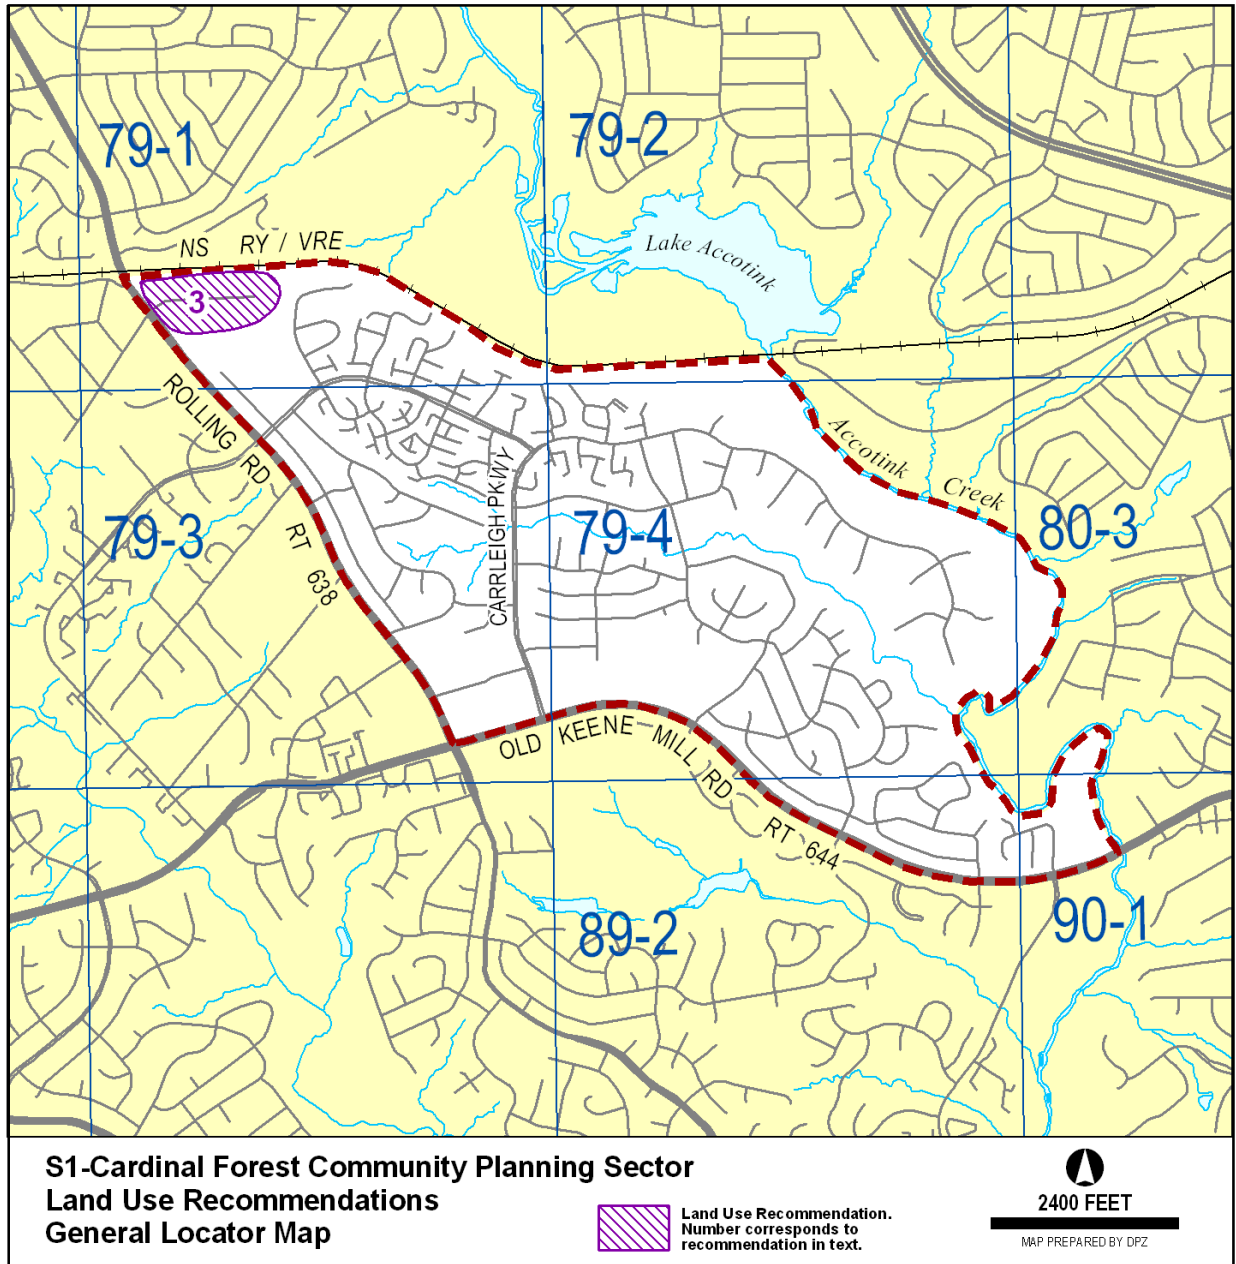 79-1
79-2
NS RY / VRE
Lake Accotink
3
ROLLING RD
RT 638
CARRLEIGH PKWY
Accotink Creek
79-3
79-4
80-3
OLD KEENE MILL RD
RT 644
89-2
90-1
S1-Cardinal Forest Community Planning Sector
Land Use Recommendations
General Locator Map
Land Use Recommendation.
Number corresponds to
recommendation in text.
2400 FEET
MAP PREPARED BY DPZ